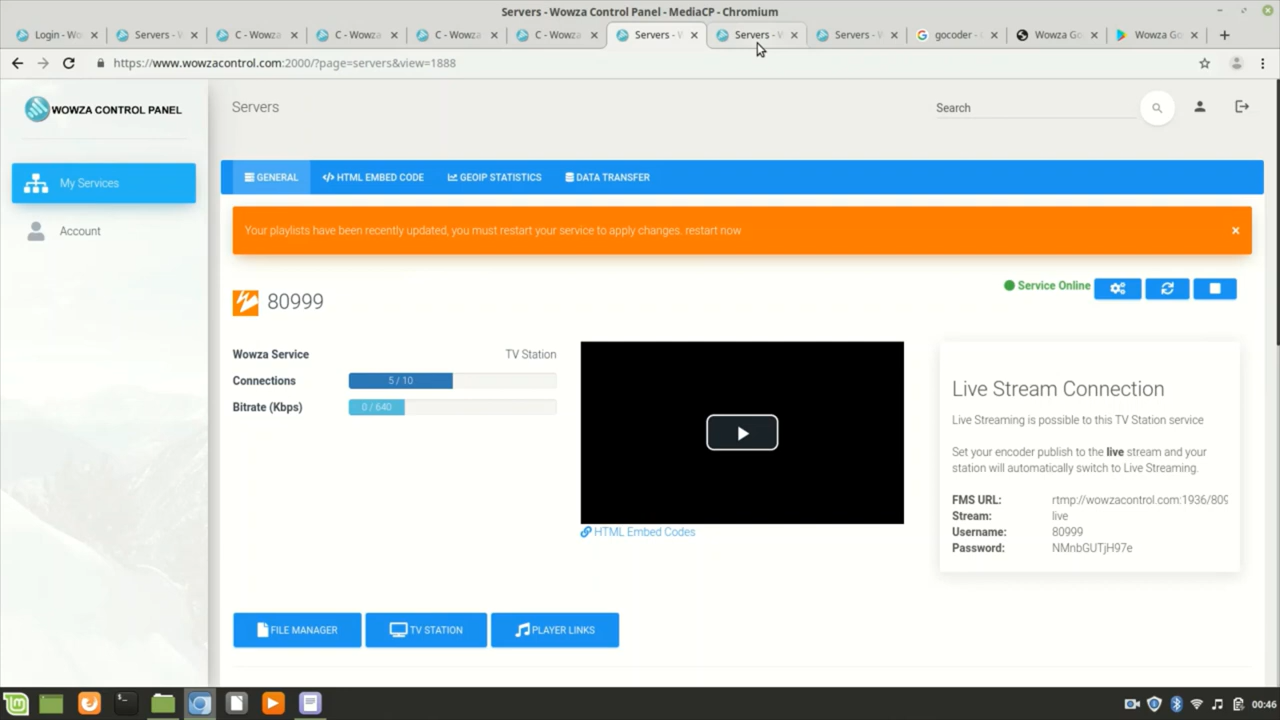 Servers - Wowza Control Panel - MediaCP - Chromium
Login - Wo
Servers - W
C - Wowza
C - Wowza
C - Wowza
C - Wowza
Servers - W
Servers - W
Servers - W
gocoder -
Wowza Go
Wowza Go
https://www.wowzacontrol.com:2000/?page=servers&view=1888
WOWZA CONTROL PANEL
Servers
Search
My Services
Account
GENERAL
HTML EMBED CODE
GEOIP STATISTICS
DATA TRANSFER
Your playlists have been recently updated, you must restart your service to apply changes. restart now
80999
Service Online
Wowza Service
TV Station
Connections
5 / 10
Bitrate (Kbps)
0 / 640
HTML Embed Codes
Live Stream Connection
Live Streaming is possible to this TV Station service
Set your encoder publish to the live stream and your
station will automatically switch to Live Streaming.
FMS URL: rtmp://wowzacontrol.com:1936/809
Stream: live
Username: 80999
Password: NMnbGUTjH97e
FILE MANAGER
TV STATION
PLAYER LINKS
00:46